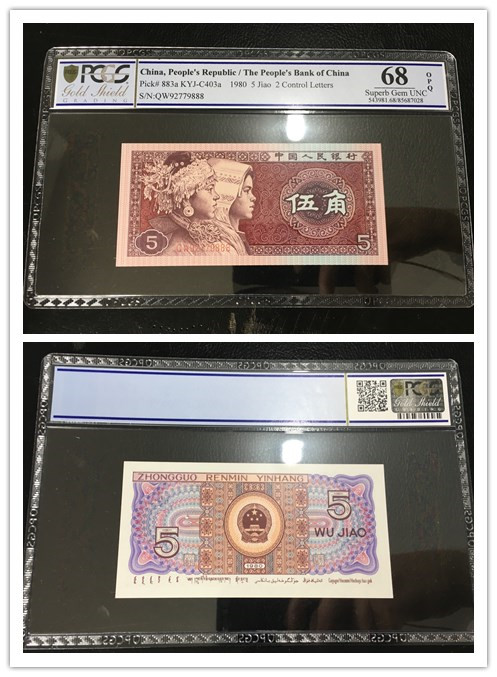 PCGS
Gold Shield
GRADING
China, People's Republic / The People's Bank of China
Pick# 883a KYJ-C403a 1980 5 Jiao 2 Control Letters
S/N:QW92779888
68
OPQ
Superb Gem UNC
543981.68/85687028
中国人民银行
伍角
5
5
PCGS
Gold Shield
GRADING
ZHONGGUO RENMIN YINHANG
5
5
WU JIAO
1980